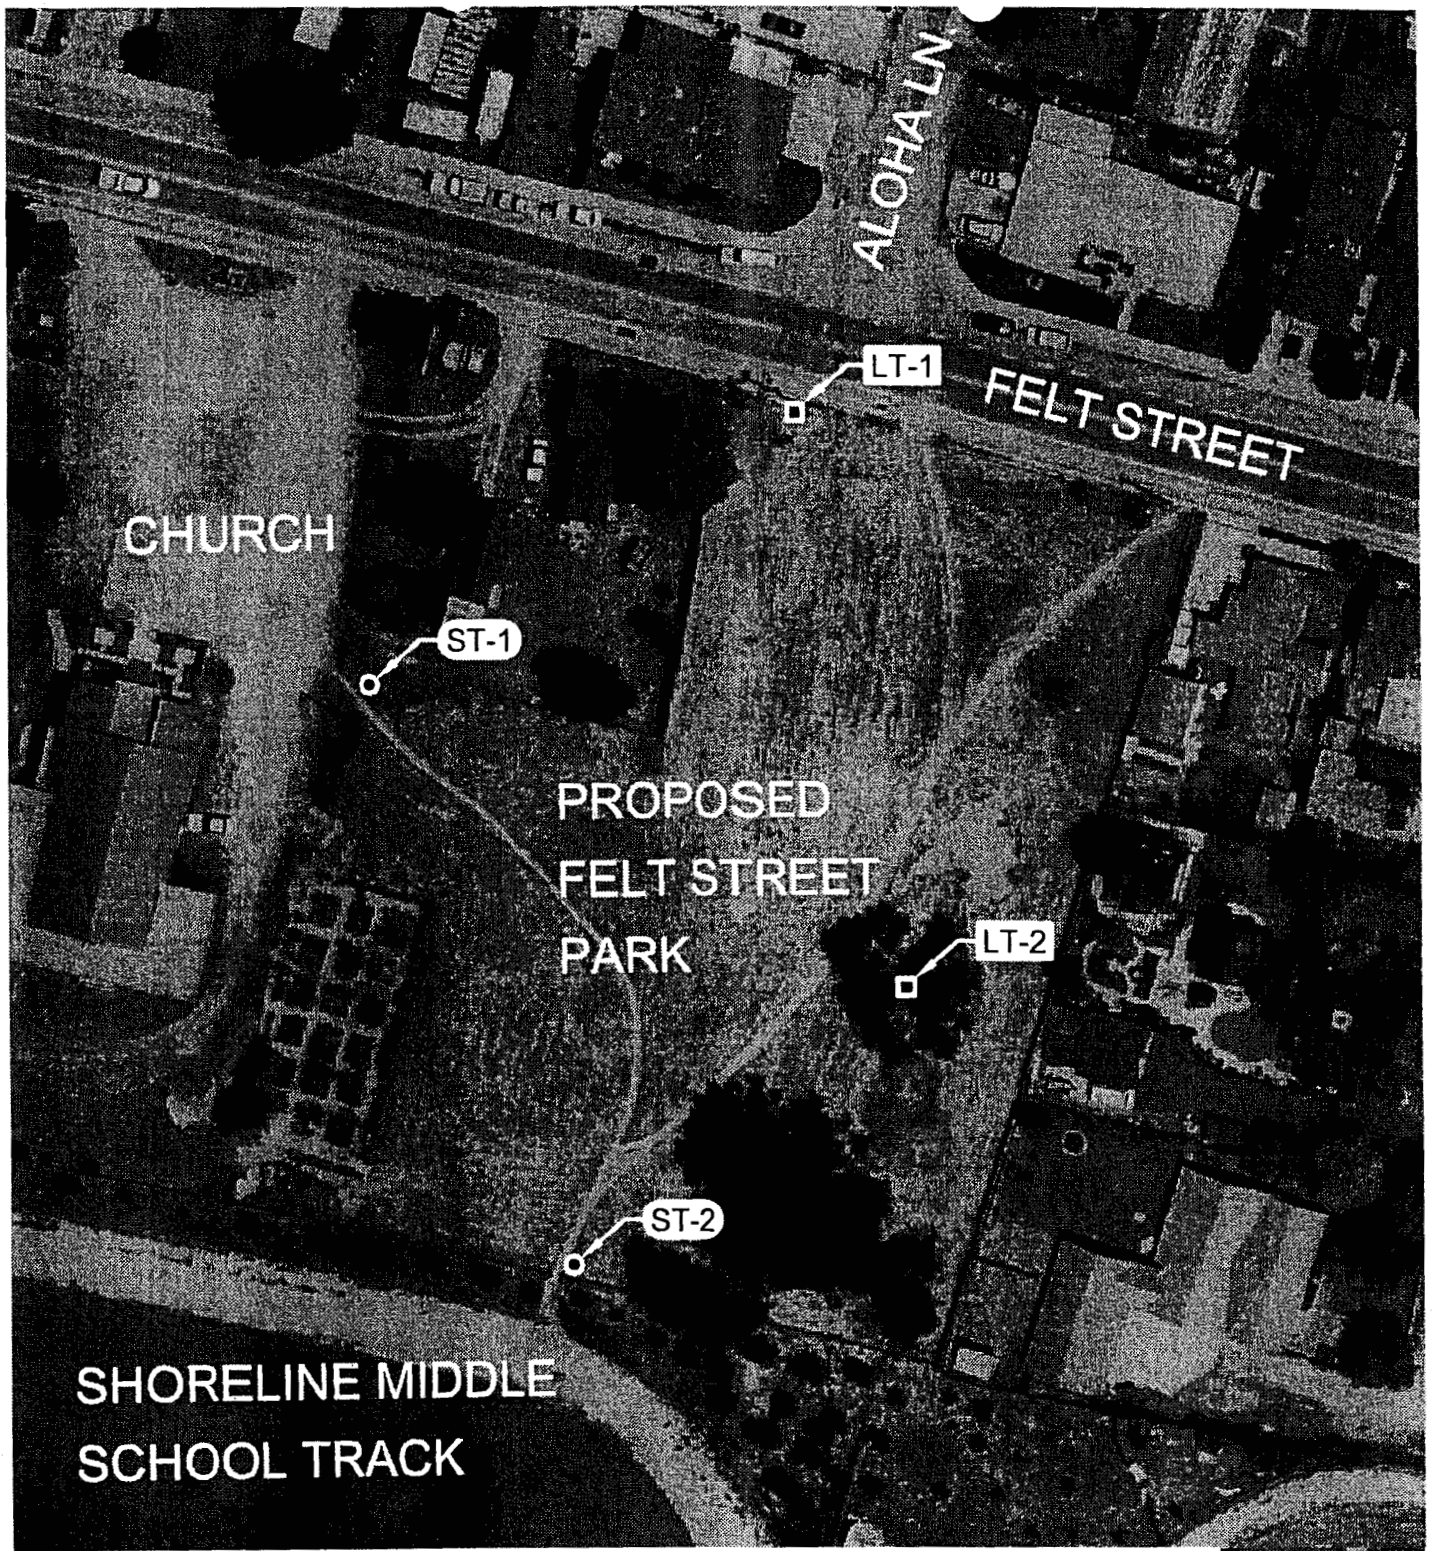 ALOHA LN.
LT-1
FELT STREET
CHURCH
ST-1
PROPOSED
FELT STREET
PARK
LT-2
ST-2
SHORELINE MIDDLE
SCHOOL TRACK